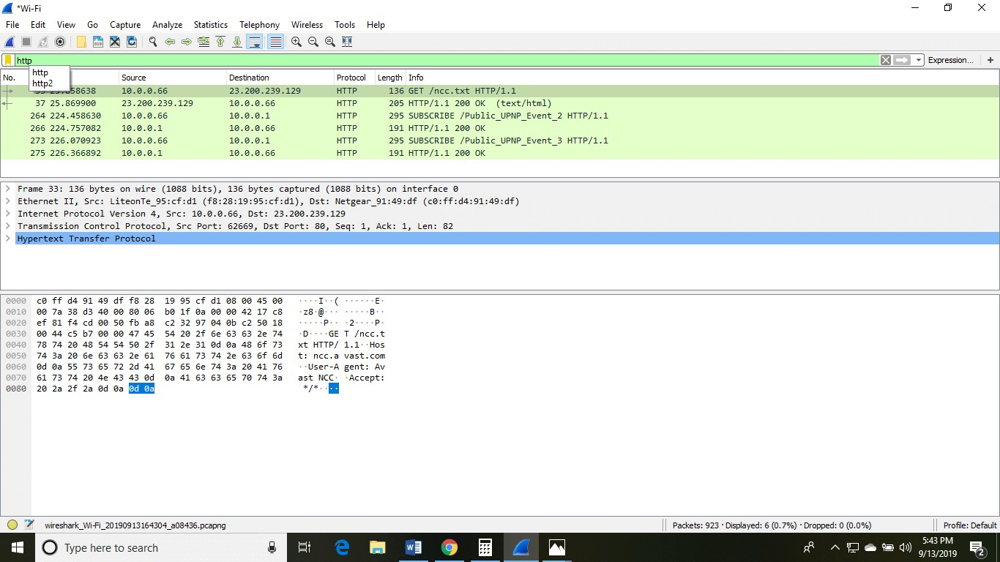 *Wi-Fi
File Edit View Go Capture Analyze Statistics Telephony Wireless Tools Help
http Expression... +
http
http2
No. Source Destination Protocol Length Info
10.0.0.66 23.200.239.129 HTTP 136 GET /ncc.txt HTTP/1.1
37 25.869900 23.200.239.129 10.0.0.66 HTTP 205 HTTP/1.1 200 OK (text/html)
264 224.458630 10.0.0.66 10.0.0.1 HTTP 295 SUBSCRIBE /Public_UPNP_Event_2 HTTP/1.1
266 224.757082 10.0.0.1 10.0.0.66 HTTP 191 HTTP/1.1 200 OK
273 226.070923 10.0.0.66 10.0.0.1 HTTP 295 SUBSCRIBE /Public_UPNP_Event_3 HTTP/1.1
275 226.366892 10.0.0.1 10.0.0.66 HTTP 191 HTTP/1.1 200 OK
Frame 33: 136 bytes on wire (1088 bits), 136 bytes captured (1088 bits) on interface 0
Ethernet II, Src: LiteonTe_95:cf:d1 (f8:28:19:95:cf:d1), Dst: Netgear_91:49:df (c0:ff:d4:91:49:df)
Internet Protocol Version 4, Src: 10.0.0.66, Dst: 23.200.239.129
Transmission Control Protocol, Src Port: 62669, Dst Port: 80, Seq: 1, Ack: 1, Len: 82
Hypertext Transfer Protocol
0000 c0 ff d4 91 49 df f8 28 19 95 cf d1 08 00 45 00 ····I··( ······E·
0010 00 7a 38 d3 40 00 80 06 b0 1f 0a 00 00 42 17 c8 ·z8·@··· ·····B··
0020 ef 81 f4 cd 00 50 fb a8 c2 32 97 04 0b c2 50 18 ·····P·· ·2····P·
0030 00 44 c5 b7 00 00 47 45 54 20 2f 6e 63 63 2e 74 ·D····GE T /ncc.t
0040 78 74 20 48 54 54 50 2f 31 2e 31 0d 0a 48 6f 73 xt HTTP/ 1.1··Hos
0050 74 3a 20 6e 63 63 2e 61 76 61 73 74 2e 63 6f 6d t: ncc.a vast.com
0060 0d 0a 55 73 65 72 2d 41 67 65 6e 74 3a 20 41 76 ··User-A gent: Av
0070 61 73 74 20 4e 43 43 0d 0a 41 63 63 65 70 74 3a ast NCC· ·Accept:
0080 20 2a 2f 2a 0d 0a 0d 0a */*····
wireshark_Wi-Fi_20190913164304_a08436.pcapng Packets: 923 · Displayed: 6 (0.7%) · Dropped: 0 (0.0%) Profile: Default
Type here to search
5:43 PM
9/13/2019
2